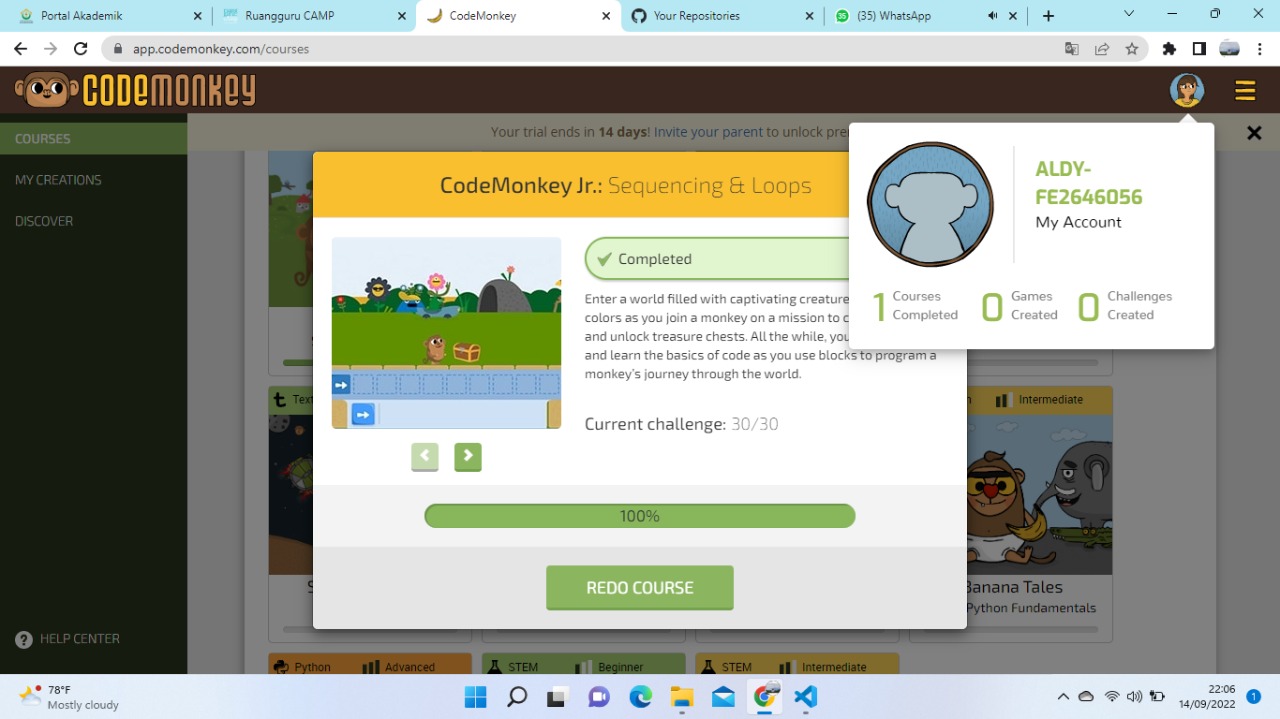 Portal Akademik
Ruangguru CAMP
CodeMonkey
Your Repositories
(35) WhatsApp
app.codemonkey.com/courses
CODEMONKEY
COURSES
MY CREATIONS
DISCOVER
HELP CENTER
Your trial ends in 14 days! Invite your parent to unlock pre
CodeMonkey Jr.: Sequencing & Loops
Completed
Enter a world filled with captivating creature
colors as you join a monkey on a mission to c
and unlock treasure chests. All the while, you
and learn the basics of code as you use blocks to program a
monkey's journey through the world.
Current challenge: 30/30
100%
REDO COURSE
ALDY-
FE2646056
My Account
1 Courses
Completed
0 Games
Created
0 Challenges
Created
Text
Intermediate
Banana Tales
Python Fundamentals
Python
Advanced
STEM
Beginner
STEM
Intermediate
78°F
Mostly cloudy
22:06
14/09/2022
1